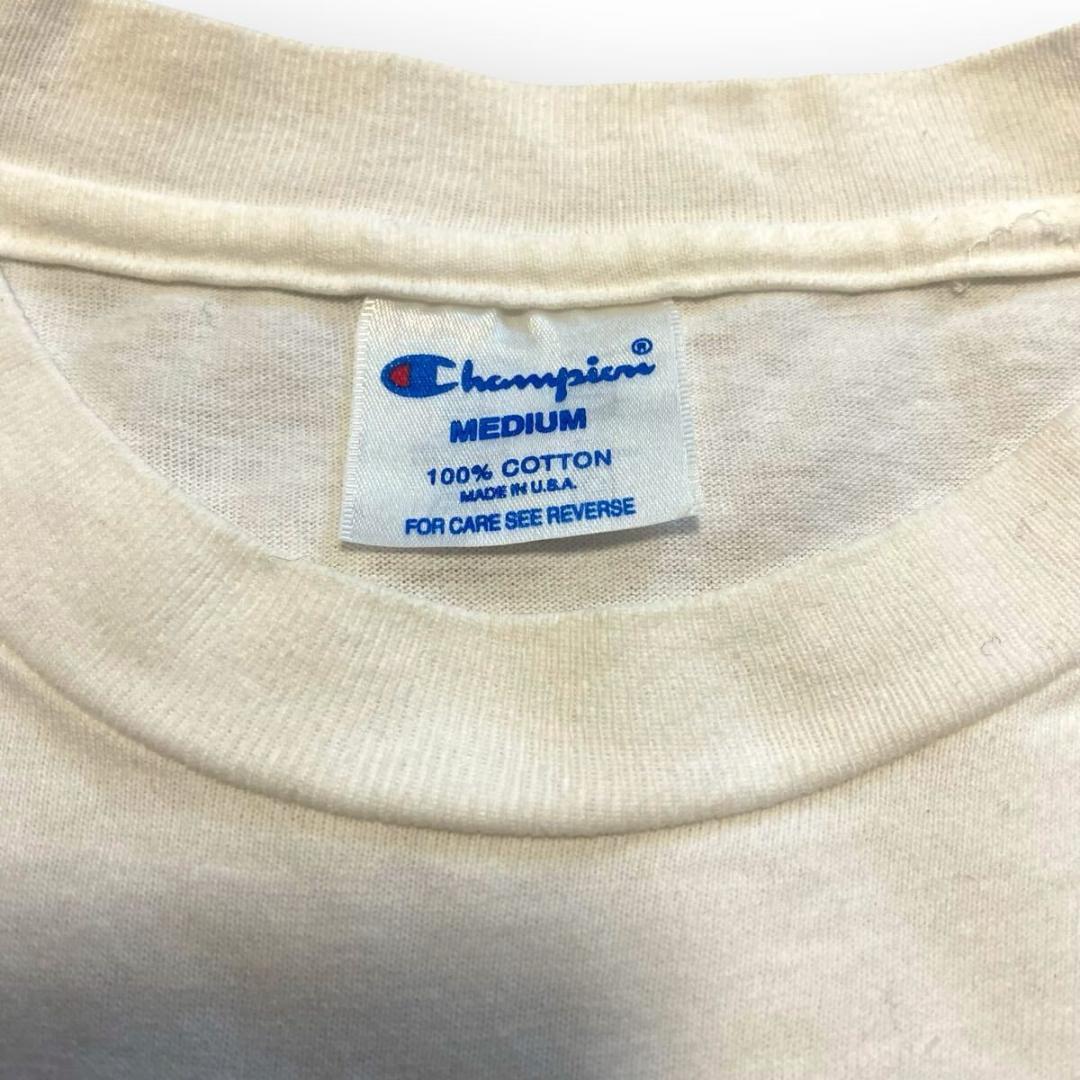 Champion®
MEDIUM
100% COTTON
MADE IN U.S.A.
FOR CARE SEE REVERSE